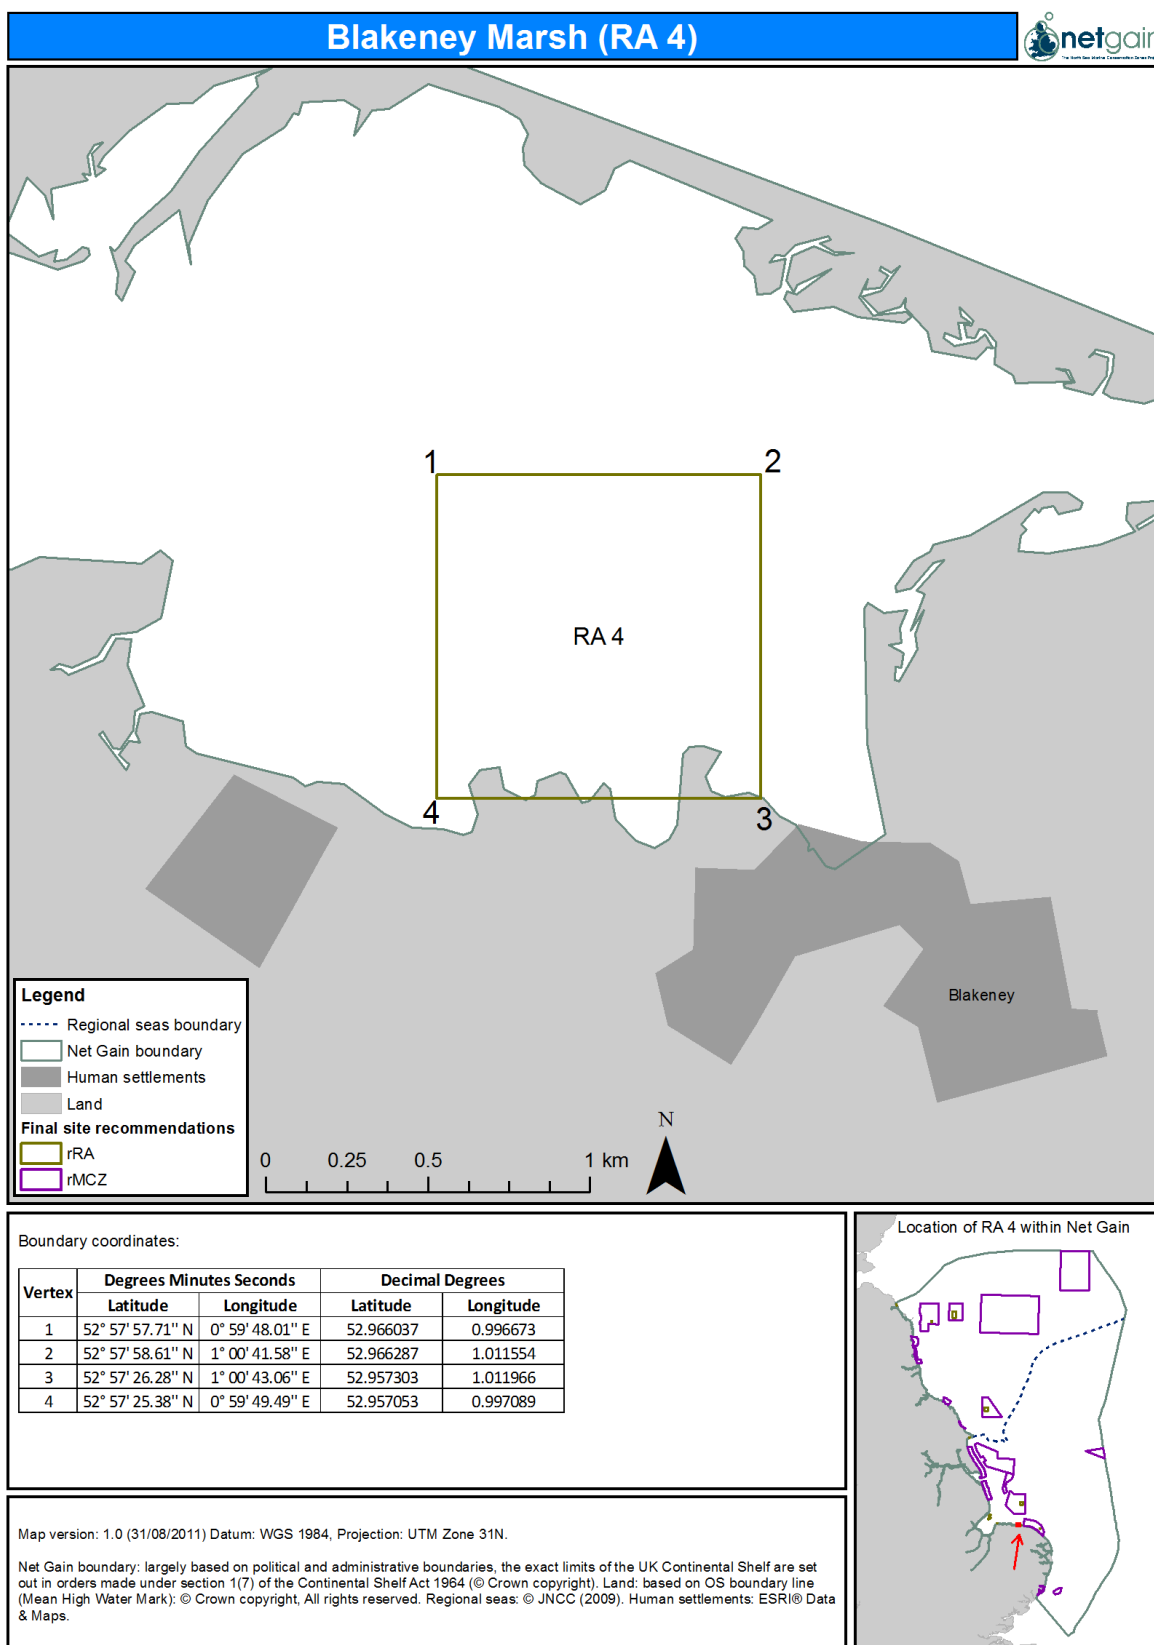 Blakeney Marsh (RA 4)
netgain
1
2
RA 4
4
3
Blakeney
Legend
Regional seas boundary
Net Gain boundary
Human settlements
Land
Final site recommendations
rRA
rMCZ
0 0.25 0.5 1 km
N
Boundary coordinates:
Vertex Degrees Minutes Seconds Decimal Degrees
Latitude Longitude Latitude Longitude
1 52° 57' 57.71'' N 0° 59' 48.01'' E 52.966037 0.996673
2 52° 57' 58.61'' N 1° 00' 41.58'' E 52.966287 1.011554
3 52° 57' 26.28'' N 1° 00' 43.06'' E 52.957303 1.011966
4 52° 57' 25.38'' N 0° 59' 49.49'' E 52.957053 0.997089
Location of RA 4 within Net Gain
Map version: 1.0 (31/08/2011) Datum: WGS 1984, Projection: UTM Zone 31N.
Net Gain boundary: largely based on political and administrative boundaries, the exact limits of the UK Continental Shelf are set
out in orders made under section 1(7) of the Continental Shelf Act 1964 (© Crown copyright). Land: based on OS boundary line
(Mean High Water Mark): © Crown copyright, All rights reserved. Regional seas: © JNCC (2009). Human settlements: ESRI® Data
& Maps.